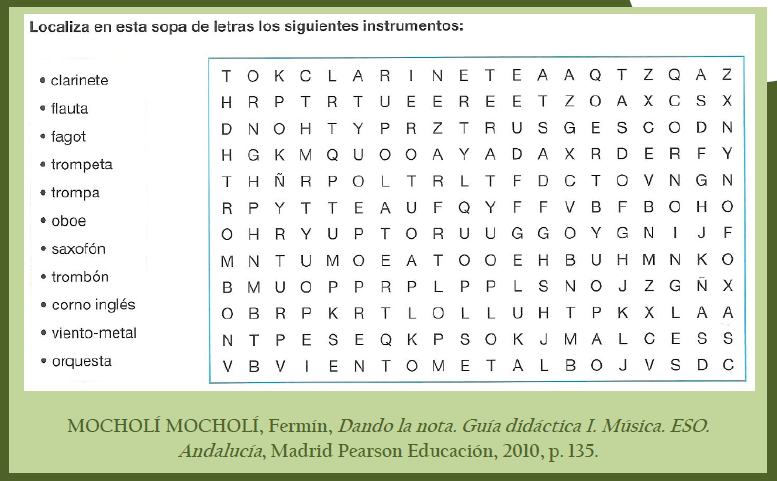 Localiza en esta sopa de letras los siguientes instrumentos:
• clarinete
• flauta
• fagot
• trompeta
• trompa
• oboe
• saxofón
• trombón
• corno inglés
• viento-metal
• orquesta
T O K C L A R I N E T E A A Q T Z Q A Z
H R P T R T U E E R E E T Z O A X C S X
D N O H T Y P R Z T R U S G E S C O D N
H G K M Q U O O A Y A D A X R D E R F Y
T H Ñ R P O L T R L T F D C T O V N G N
R P Y T T E A U F Q Y F F V B F B O H O
O H R Y U P T O R U U G G O Y G N I J F
M N T U M O E A T O O E H B U H M N K O
B M U O P P R P L P P L S N O J Z G Ñ X
O B R P K R T L O L L U H T P K X L A A
N T P E S E Q K P S O K J M A L C E S S
V B V I E N T O M E T A L B O J V S D C
MOCHOLÍ MOCHOLÍ, Fermín, Dando la nota. Guía didáctica I. Música. ESO.
Andalucía, Madrid Pearson Educación, 2010, p. 135.